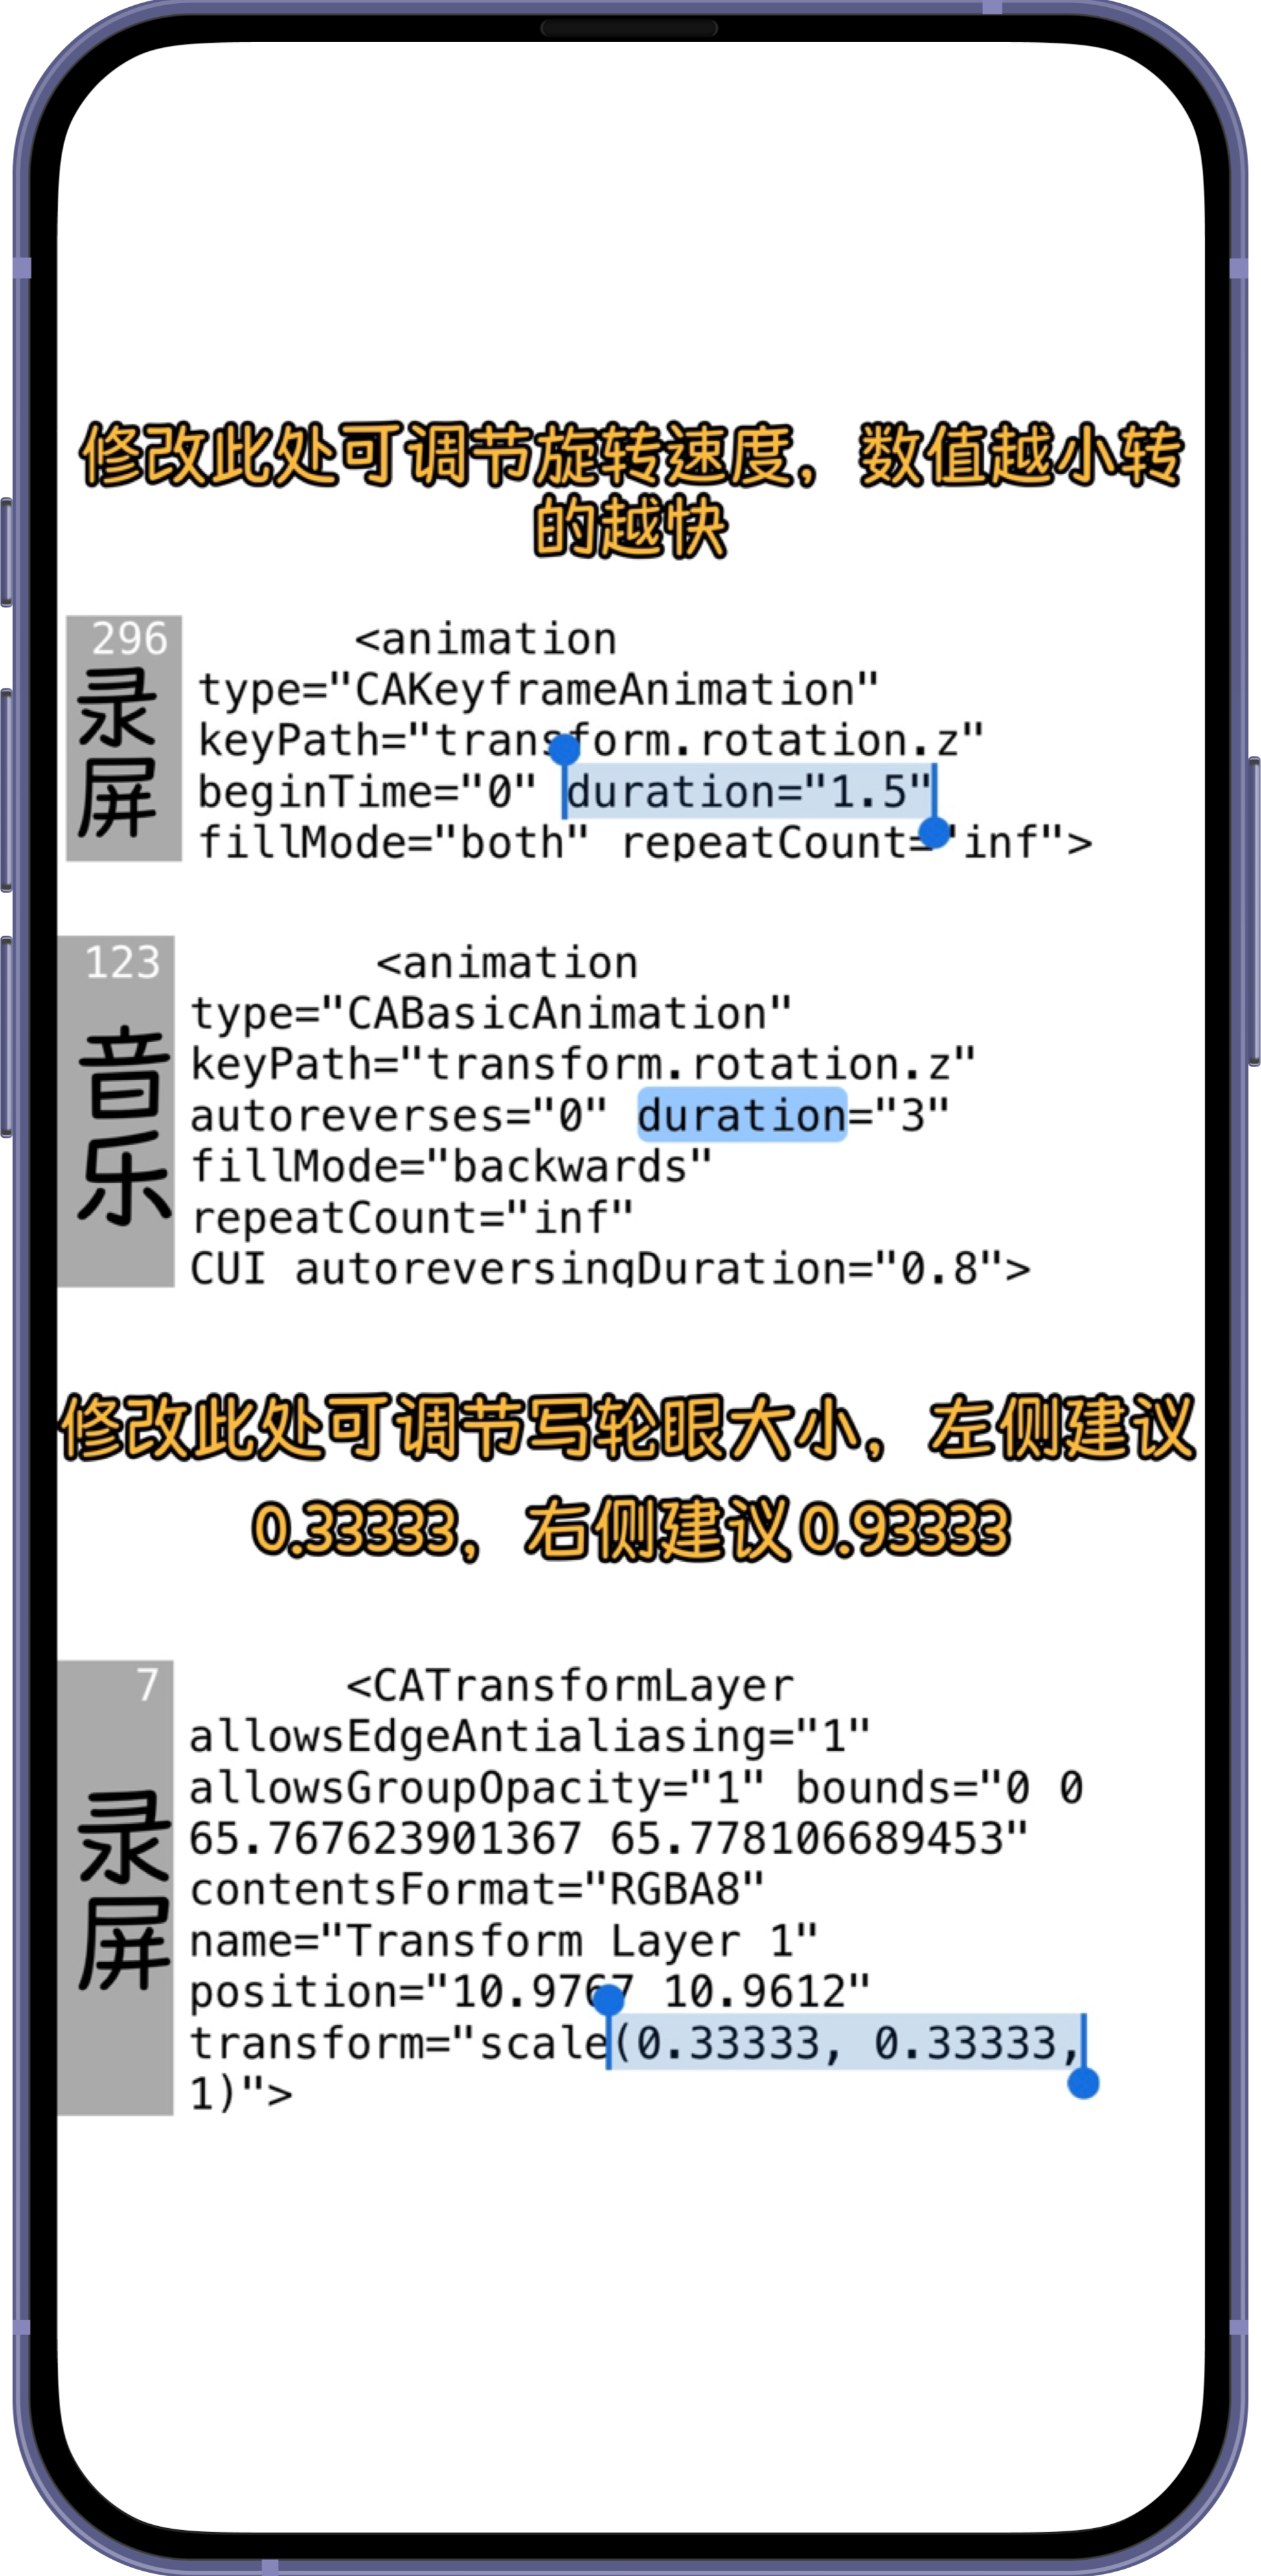 修改此处可调节旋转速度，数值越小转
的越快
296 <animation
录屏
type="CAKeyframeAnimation"
keyPath="transform.rotation.z"
beginTime="0" duration="1.5"
fillMode="both" repeatCount="inf">
123 <animation
音乐
type="CABasicAnimation"
keyPath="transform.rotation.z"
autoreverses="0" duration="3"
fillMode="backwards"
repeatCount="inf"
CUI autoreversingDuration="0.8">
修改此处可调节写轮眼大小，左侧建议
0.33333，右侧建议0.93333
7 <CATransformLayer
录屏
allowsEdgeAntialiasing="1"
allowsGroupOpacity="1" bounds="0 0
65.767623901367 65.778106689453"
contentsFormat="RGBA8"
name="Transform Layer 1"
position="10.9767 10.9612"
transform="scale(0.33333, 0.33333,
1)">